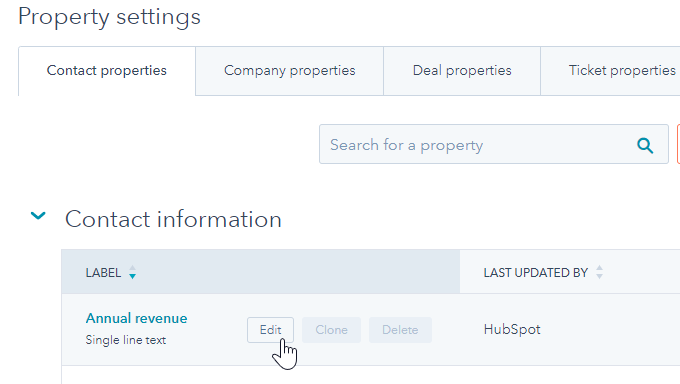 Property settings
Contact properties Company properties Deal properties Ticket properties
Search for a property
Contact information
LABEL LAST UPDATED BY
Annual revenue Edit Clone Delete HubSpot
Single line text